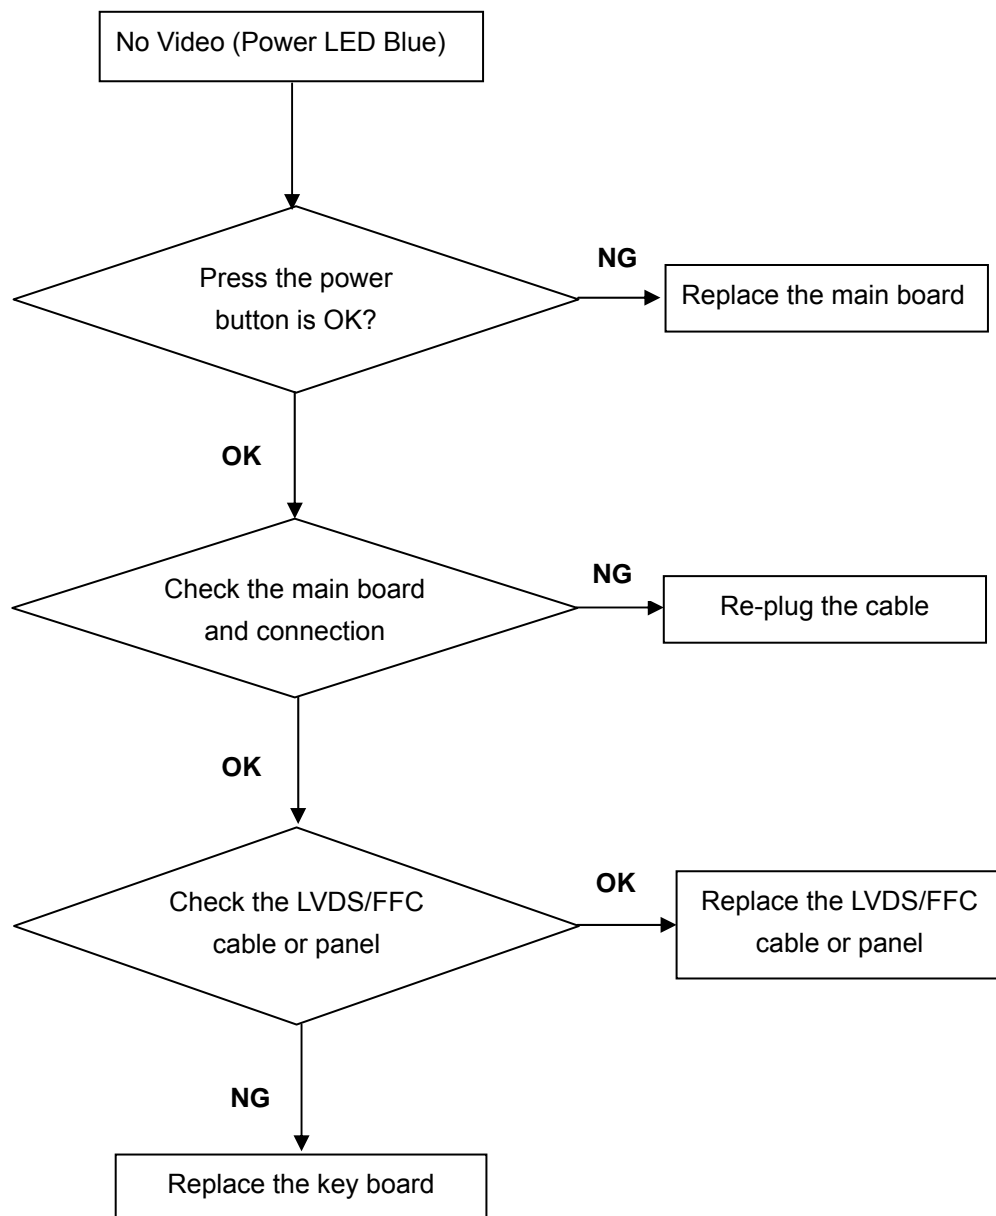 No Video (Power LED Blue)
Press the power
button is OK?
NG
Replace the main board
OK
Check the main board
and connection
NG
Re-plug the cable
OK
Check the LVDS/FFC
cable or panel
OK
Replace the LVDS/FFC
cable or panel
NG
Replace the key board